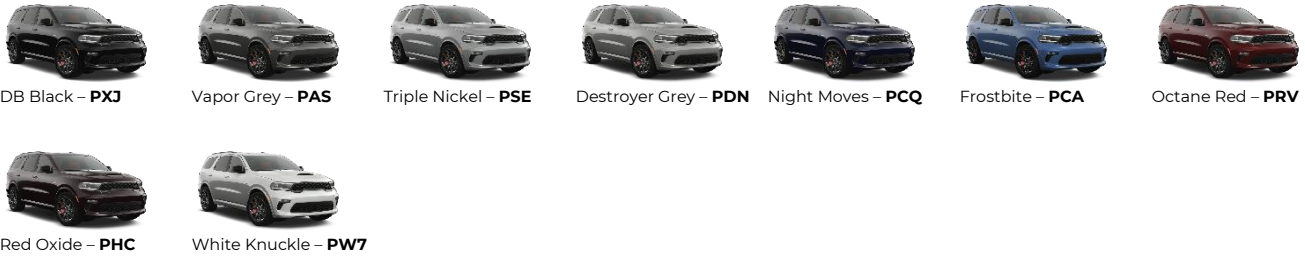 DB Black – PXJ
Vapor Grey – PAS
Triple Nickel – PSE
Destroyer Grey – PDN
Night Moves – PCQ
Frostbite – PCA
Octane Red – PRV
Red Oxide – PHC
White Knuckle – PW7